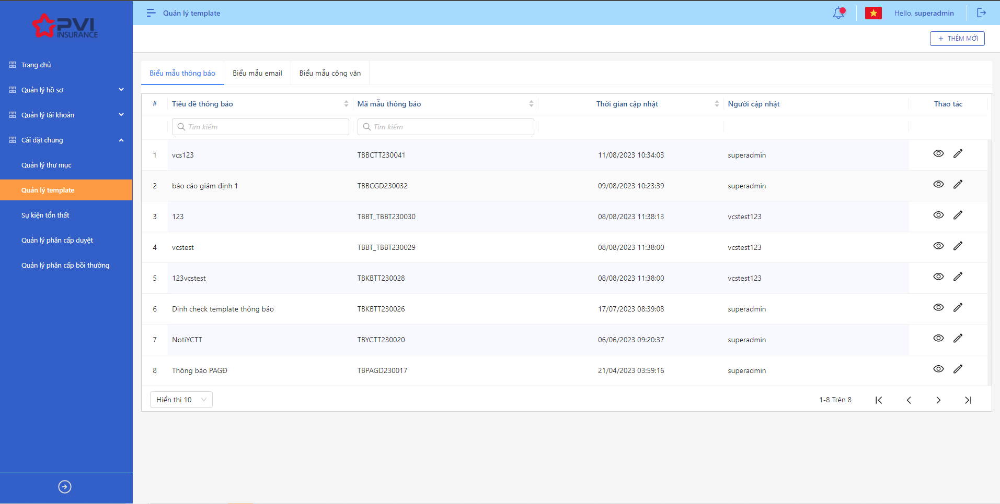 PVI
INSURANCE
Quản lý template
Hello, superadmin
+ THÊM MỚI
Trang chủ
Quản lý hồ sơ
Quản lý tài khoản
Cài đặt chung
Quản lý thư mục
Quản lý template
Sự kiện tổn thất
Quản lý phân cấp duyệt
Quản lý phân cấp bồi thường
Biểu mẫu thông báo Biểu mẫu email Biểu mẫu công văn
# Tiêu đề thông báo Mã mẫu thông báo Thời gian cập nhật Người cập nhật Thao tác
Tìm kiếm Tìm kiếm
1 vcs123 TBBCTT230041 11/08/2023 10:34:03 superadmin
2 báo cáo giám định 1 TBBCGD230032 09/08/2023 10:23:39 superadmin
3 123 TBBT_TBBT230030 08/08/2023 11:38:13 vcstest123
4 vcstest TBBT_TBBT230029 08/08/2023 11:38:00 vcstest123
5 123vcstest TBKBTT230028 08/08/2023 11:38:00 vcstest123
6 Dinh check template thông báo TBKBTT230026 17/07/2023 08:39:08 superadmin
7 NotiYCTT TBYCTT230020 06/06/2023 09:20:37 superadmin
8 Thông báo PAGĐ TBPAGD230017 21/04/2023 03:59:16 superadmin
Hiển thị 10 1-8 Trên 8